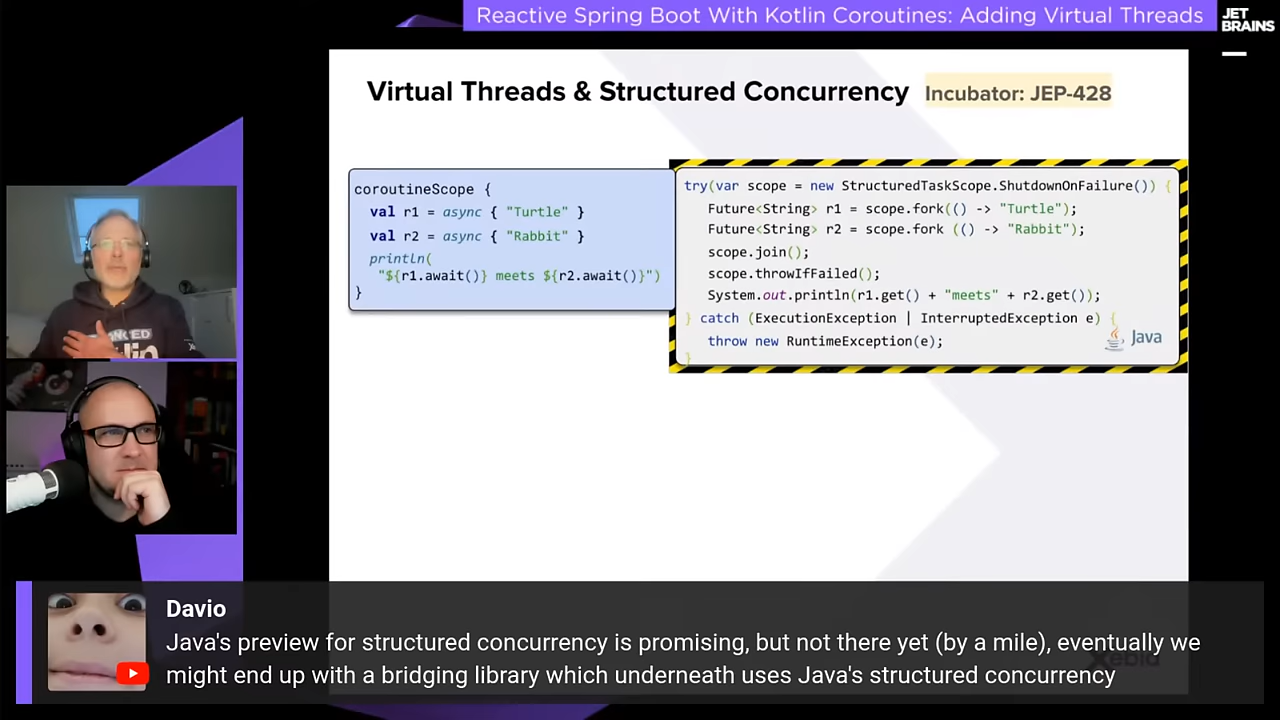 Reactive Spring Boot With Kotlin Coroutines: Adding Virtual Threads
JET
BRAINS
Virtual Threads & Structured Concurrency Incubator: JEP-428
coroutineScope {
val r1 = async { "Turtle" }
val r2 = async { "Rabbit" }
println(
"${r1.await()} meets ${r2.await()}")
}
try(var scope = new StructuredTaskScope.ShutdownOnFailure()) {
Future<String> r1 = scope.fork(() -> "Turtle");
Future<String> r2 = scope.fork (() -> "Rabbit");
scope.join();
scope.throwIfFailed();
System.out.println(r1.get() + "meets" + r2.get());
} catch (ExecutionException | InterruptedException e) {
throw new RuntimeException(e);
}
Java
Davio
Java's preview for structured concurrency is promising, but not there yet (by a mile), eventually we
might end up with a bridging library which underneath uses Java's structured concurrency
Xebia